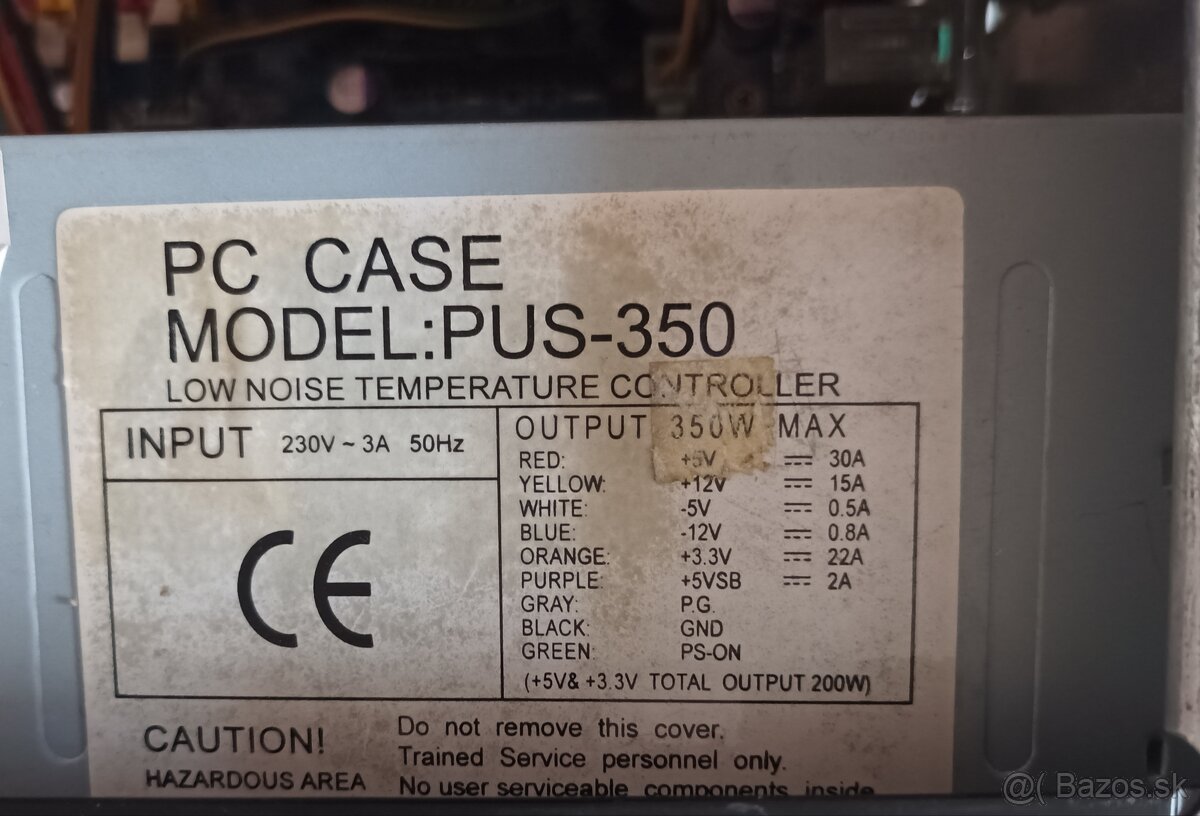 PC CASE
MODEL:PUS-350
LOW NOISE TEMPERATURE CONTROLLER
INPUT 230V ~ 3A 50Hz
OUTPUT 350W MAX
RED: +5V ⎓ 30A
YELLOW: +12V ⎓ 15A
WHITE: -5V ⎓ 0.5A
BLUE: -12V ⎓ 0.8A
ORANGE: +3.3V ⎓ 22A
PURPLE: +5VSB ⎓ 2A
GRAY: P.G.
BLACK: GND
GREEN: PS-ON
(+5V& +3.3V TOTAL OUTPUT 200W)
CE
CAUTION!
HAZARDOUS AREA
Do not remove this cover.
Trained Service personnel only.
No user serviceable components inside
@( Bazos.sk